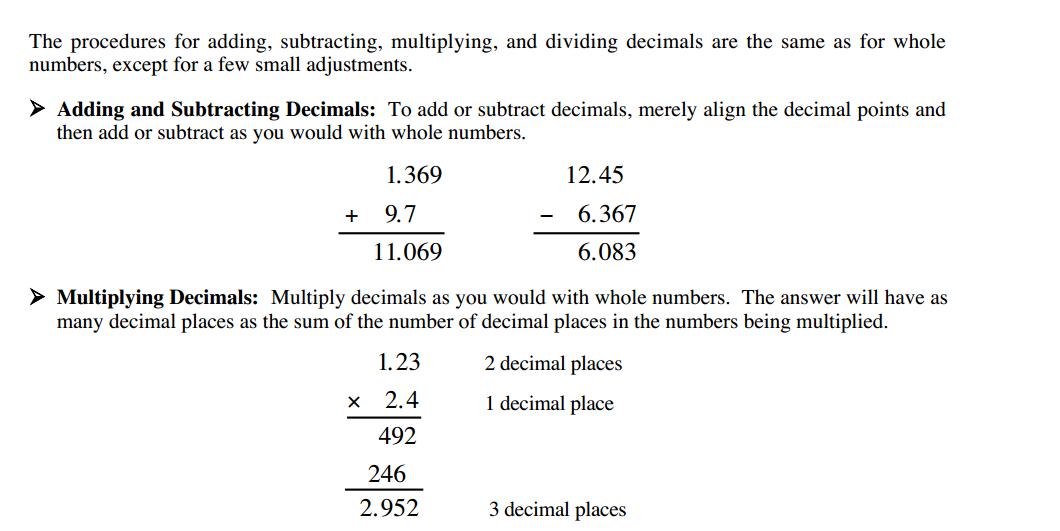 The procedures for adding, subtracting, multiplying, and dividing decimals are the same as for whole
numbers, except for a few small adjustments.
➢ Adding and Subtracting Decimals: To add or subtract decimals, merely align the decimal points and
then add or subtract as you would with whole numbers.
1.369 12.45
+ 9.7 − 6.367
11.069 6.083
➢ Multiplying Decimals: Multiply decimals as you would with whole numbers. The answer will have as
many decimal places as the sum of the number of decimal places in the numbers being multiplied.
1.23 2 decimal places
× 2.4 1 decimal place
492
246
2.952 3 decimal places